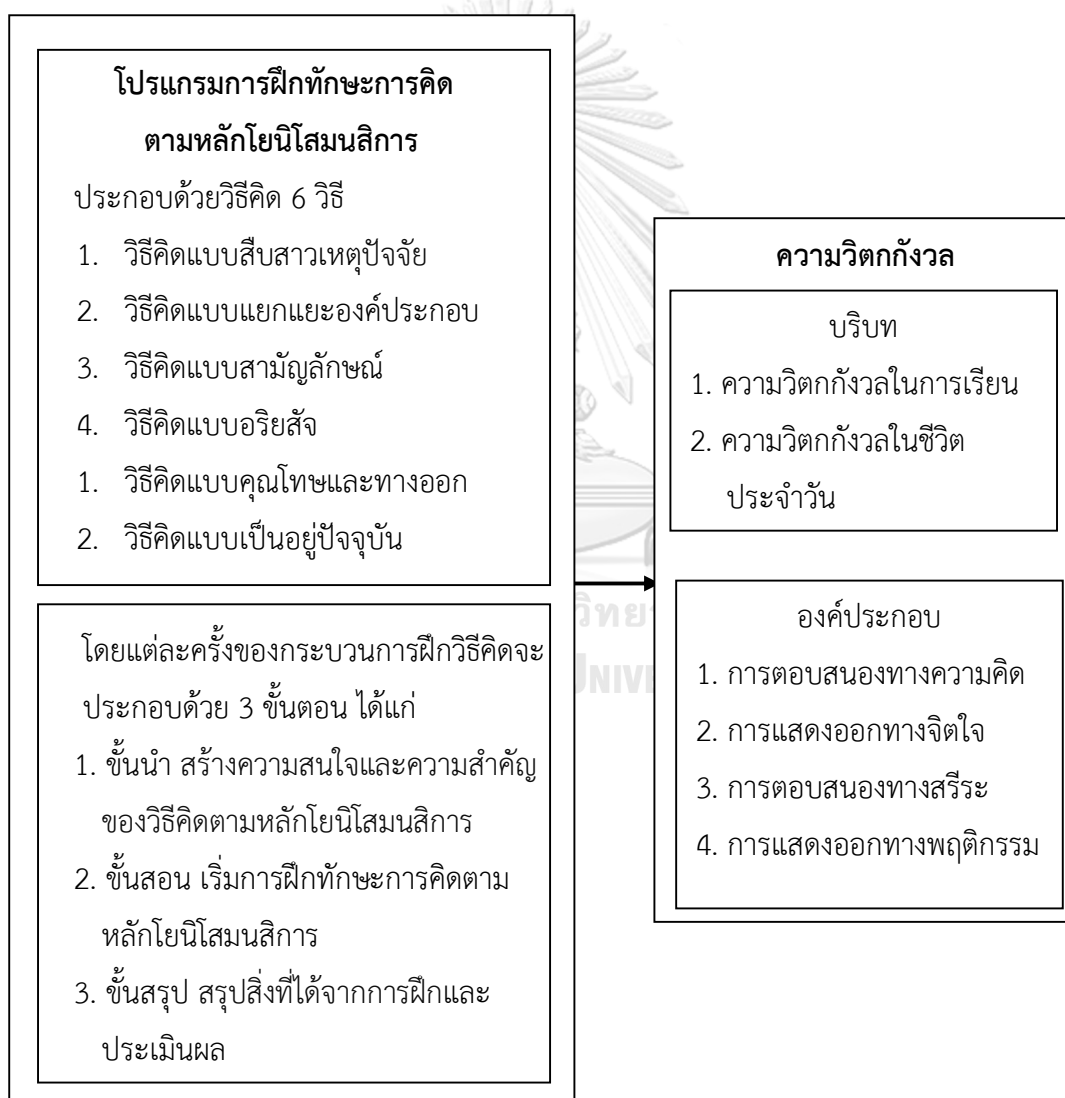 โปรแกรมการฝึกทักษะการคิด
ตามหลักโยนิโสมนสิการ
ประกอบด้วยวิธีคิด 6 วิธี
1. วิธีคิดแบบสืบสาวเหตุปัจจัย
2. วิธีคิดแบบแยกแยะองค์ประกอบ
3. วิธีคิดแบบสามัญลักษณ์
4. วิธีคิดแบบอริยสัจ
1. วิธีคิดแบบคุณโทษและทางออก
2. วิธีคิดแบบเป็นอยู่ปัจจุบัน
โดยแต่ละครั้งของกระบวนการฝึกวิธีคิดจะ
ประกอบด้วย 3 ขั้นตอน ได้แก่
1. ขั้นนำ สร้างความสนใจและความสำคัญ
ของวิธีคิดตามหลักโยนิโสมนสิการ
2. ขั้นสอน เริ่มการฝึกทักษะการคิดตาม
หลักโยนิโสมนสิการ
3. ขั้นสรุป สรุปสิ่งที่ได้จากการฝึกและ
ประเมินผล
ความวิตกกังวล
บริบท
1. ความวิตกกังวลในการเรียน
2. ความวิตกกังวลในชีวิต
ประจำวัน
องค์ประกอบ
1. การตอบสนองทางความคิด
2. การแสดงออกทางจิตใจ
3. การตอบสนองทางสรีระ
4. การแสดงออกทางพฤติกรรม